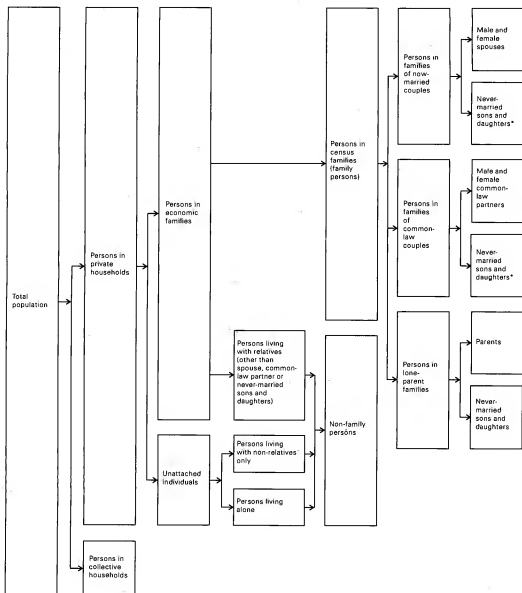 Total
population
Persons in
private
households
Persons in
collective
households
Persons in
economic
families
Unattached
individuals
Persons living
with relatives
(other than
spouse, common-
law partner or
never-married
sons and
daughters)
Persons living
with non-relatives
only
Persons living
alone
Persons in
census
families
(family
persons)
Non-family
persons
Persons in
families
of now-
married
couples
Male and
female
spouses
Never-
married
sons and
daughters*
Persons in
families
of
common-
law couples
Male and
female
common-
law
partners
Never-
married
sons and
daughters*
Persons in
lone-
parent
families
Parents
Never-
married
sons and
daughters